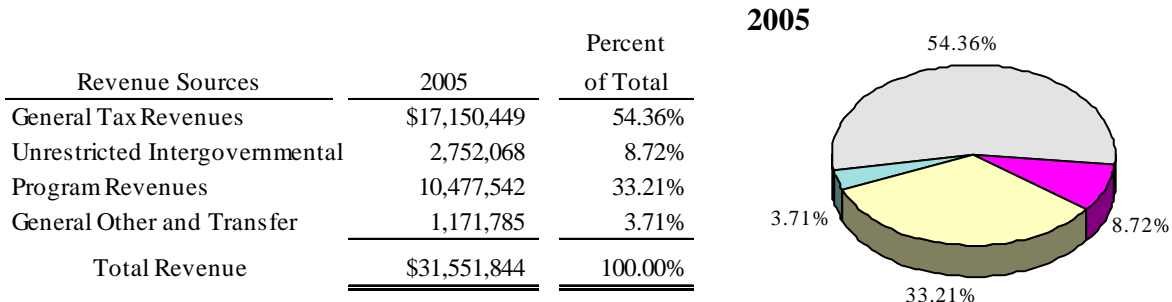 2005
Percent
Revenue Sources 2005 of Total
General Tax Revenues $17,150,449 54.36%
Unrestricted Intergovernmental 2,752,068 8.72%
Program Revenues 10,477,542 33.21%
General Other and Transfer 1,171,785 3.71%
Total Revenue $31,551,844 100.00%
54.36%
3.71%
8.72%
33.21%